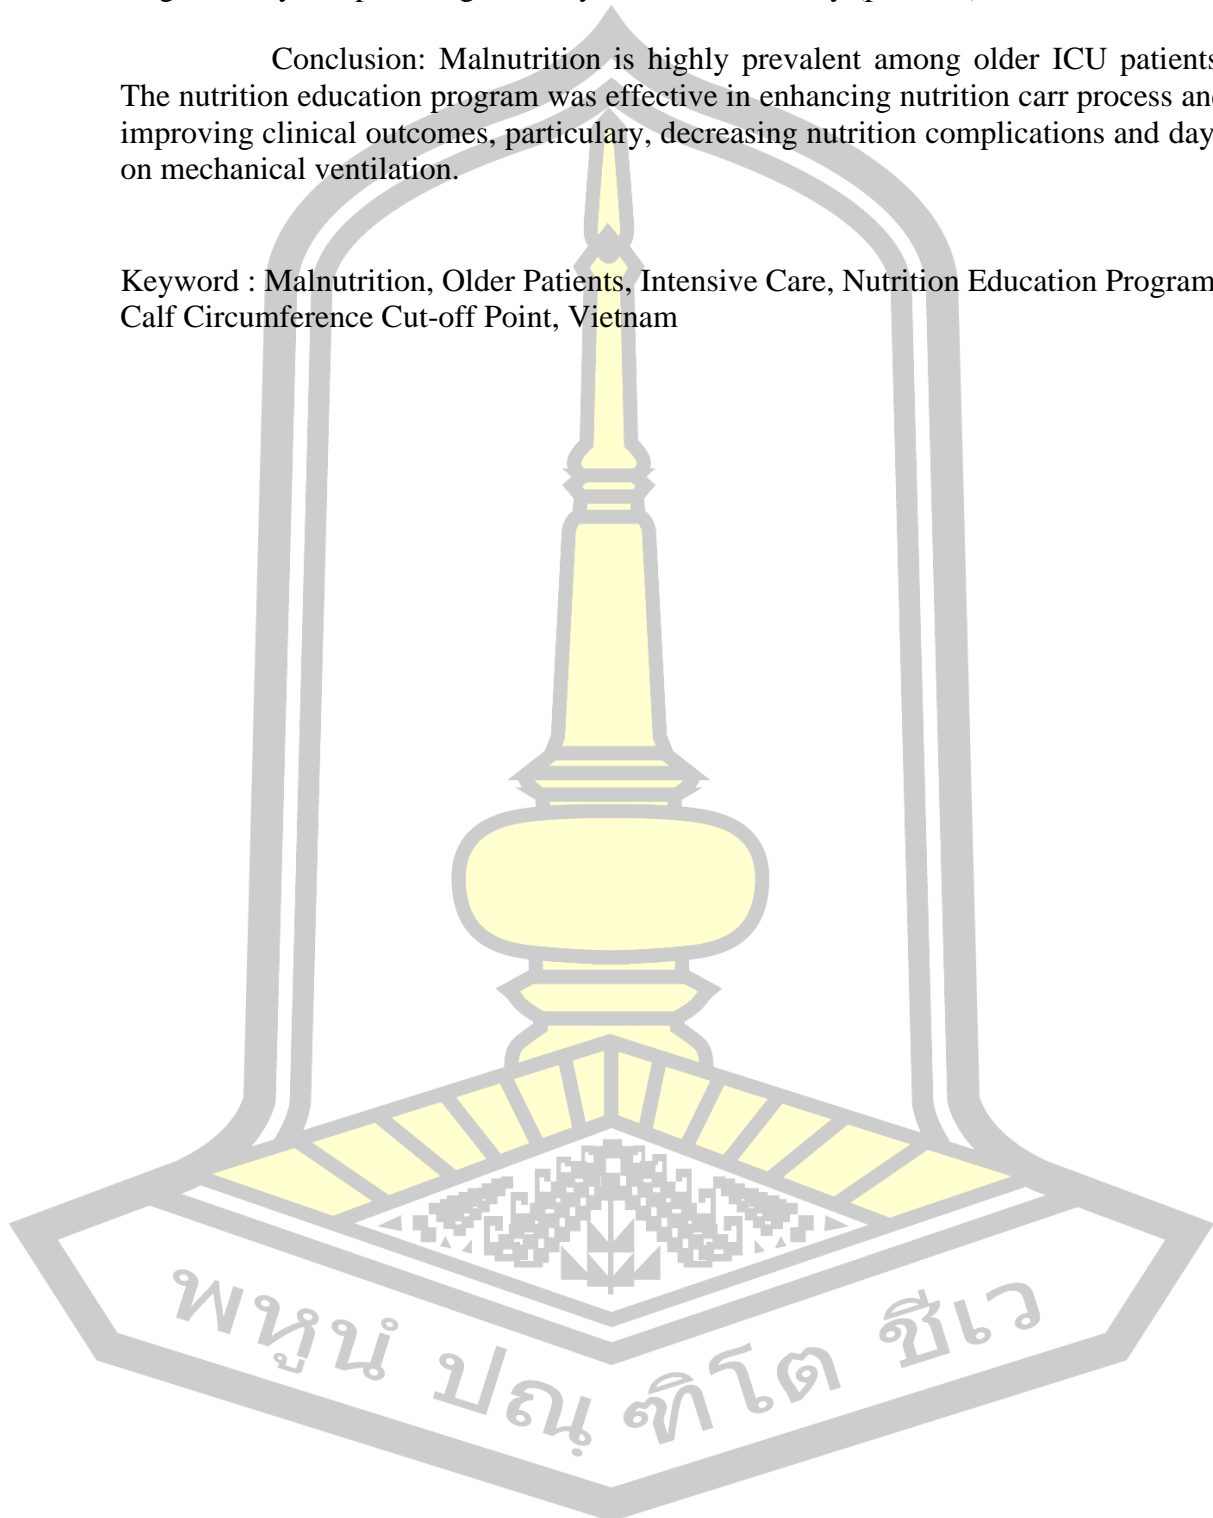 Conclusion: Malnutrition is highly prevalent among older ICU patients
The nutrition education program was effective in enhancing nutrition carr process and
improving clinical outcomes, particulary, decreasing nutrition complications and day
on mechanical ventilation.
Keyword : Malnutrition, Older Patients, Intensive Care, Nutrition Education Program
Calf Circumference Cut-off Point, Vietnam
พหูนํ ปณฺฑิโต ชีเว